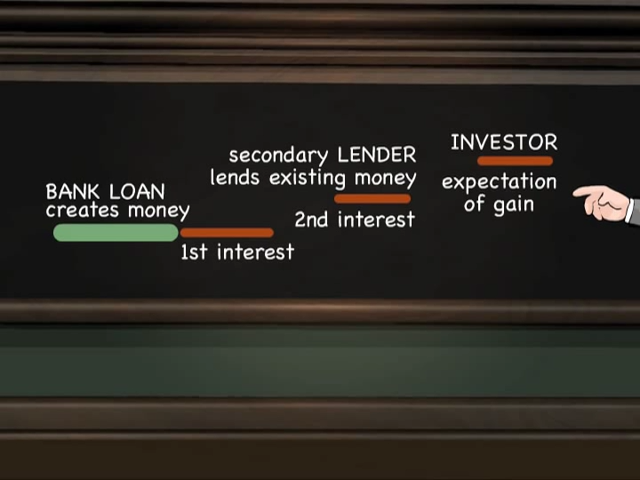 BANK LOAN
creates money
1st interest
secondary LENDER
lends existing money
2nd interest
INVESTOR
expectation
of gain